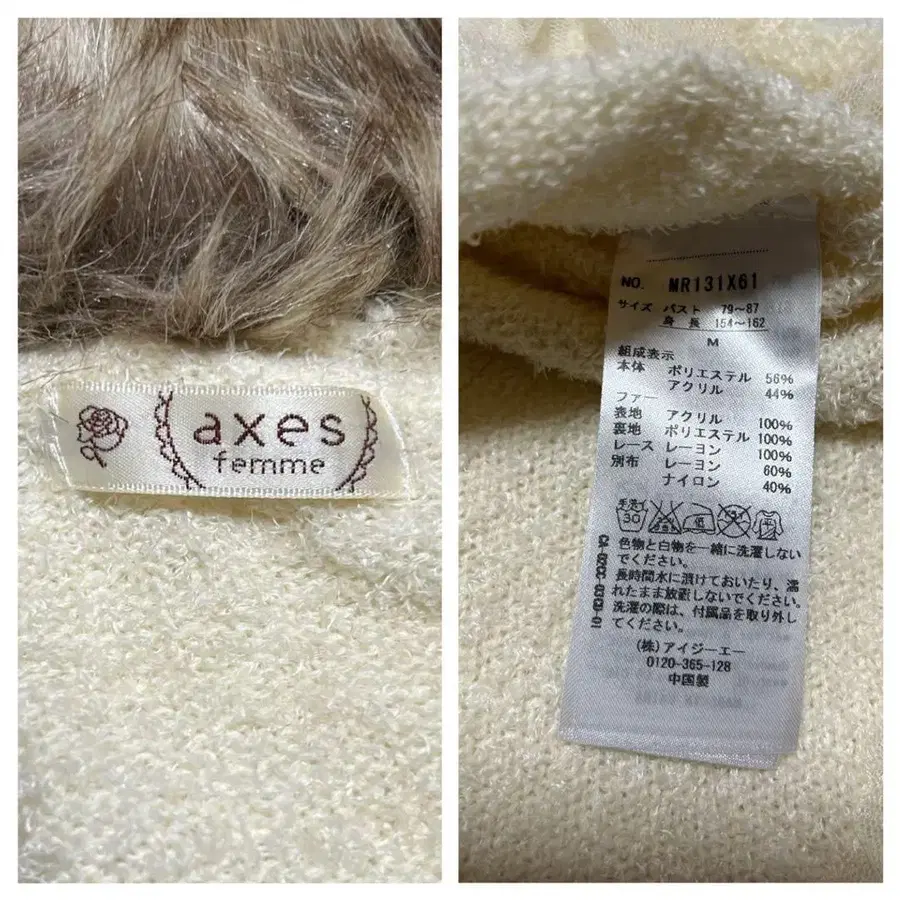 axes
femme
NO. MR131X61
サイズ バスト 79~87
身長 154~162
M
組成表示
本体 ポリエステル 56%
アクリル 44%
ファー
表地 アクリル 100%
裏地 ポリエステル 100%
レース レーヨン 100%
別布 レーヨン 60%
ナイロン 40%
手洗イ
30
低
色物と白物を一緒に洗濯しない
でください。
長時間水に漬けておいたり、濡
れたまま放置しないでください。
洗濯の際は、付属品を取り外し
てください。
(株)アイジーエー
0120-365-128
中国製